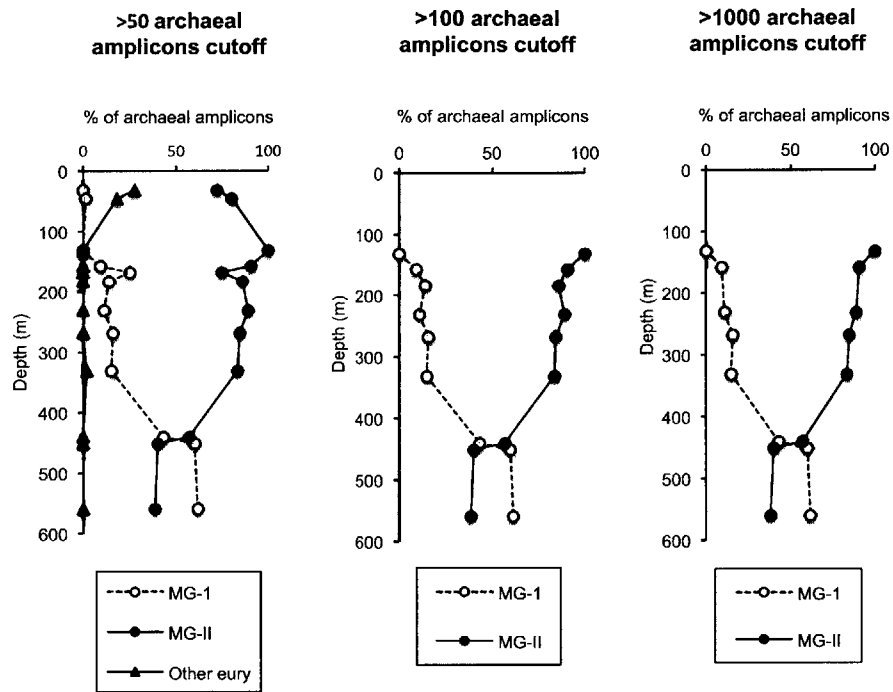 >50 archaeal
amplicons cutoff
% of archaeal amplicons
0 50 100
0
100
200
300
400
500
600
Depth (m)
MG-1
MG-II
Other eury
>100 archaeal
amplicons cutoff
% of archaeal amplicons
0 50 100
0
100
200
300
400
500
600
Depth (m)
MG-1
MG-II
>1000 archaeal
amplicons cutoff
% of archaeal amplicons
0 50 100
0
100
200
300
400
500
600
Depth (m)
MG-1
MG-II